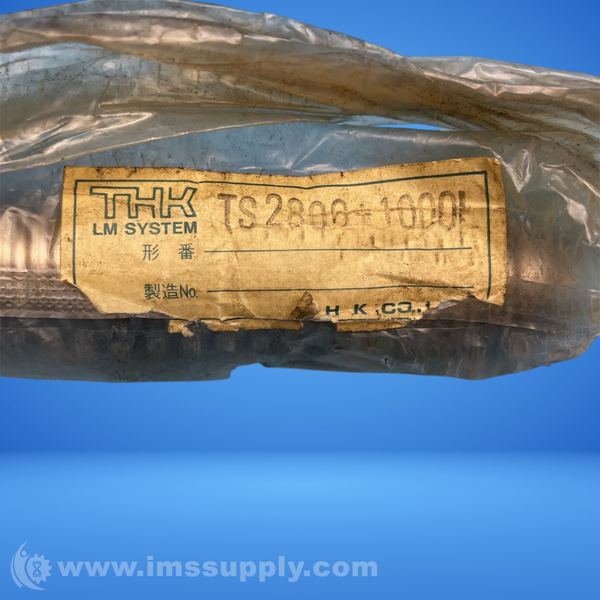 THK
LM SYSTEM
TS2806+1000L
形番
製造No.
H K CO., L
www.imssupply.com